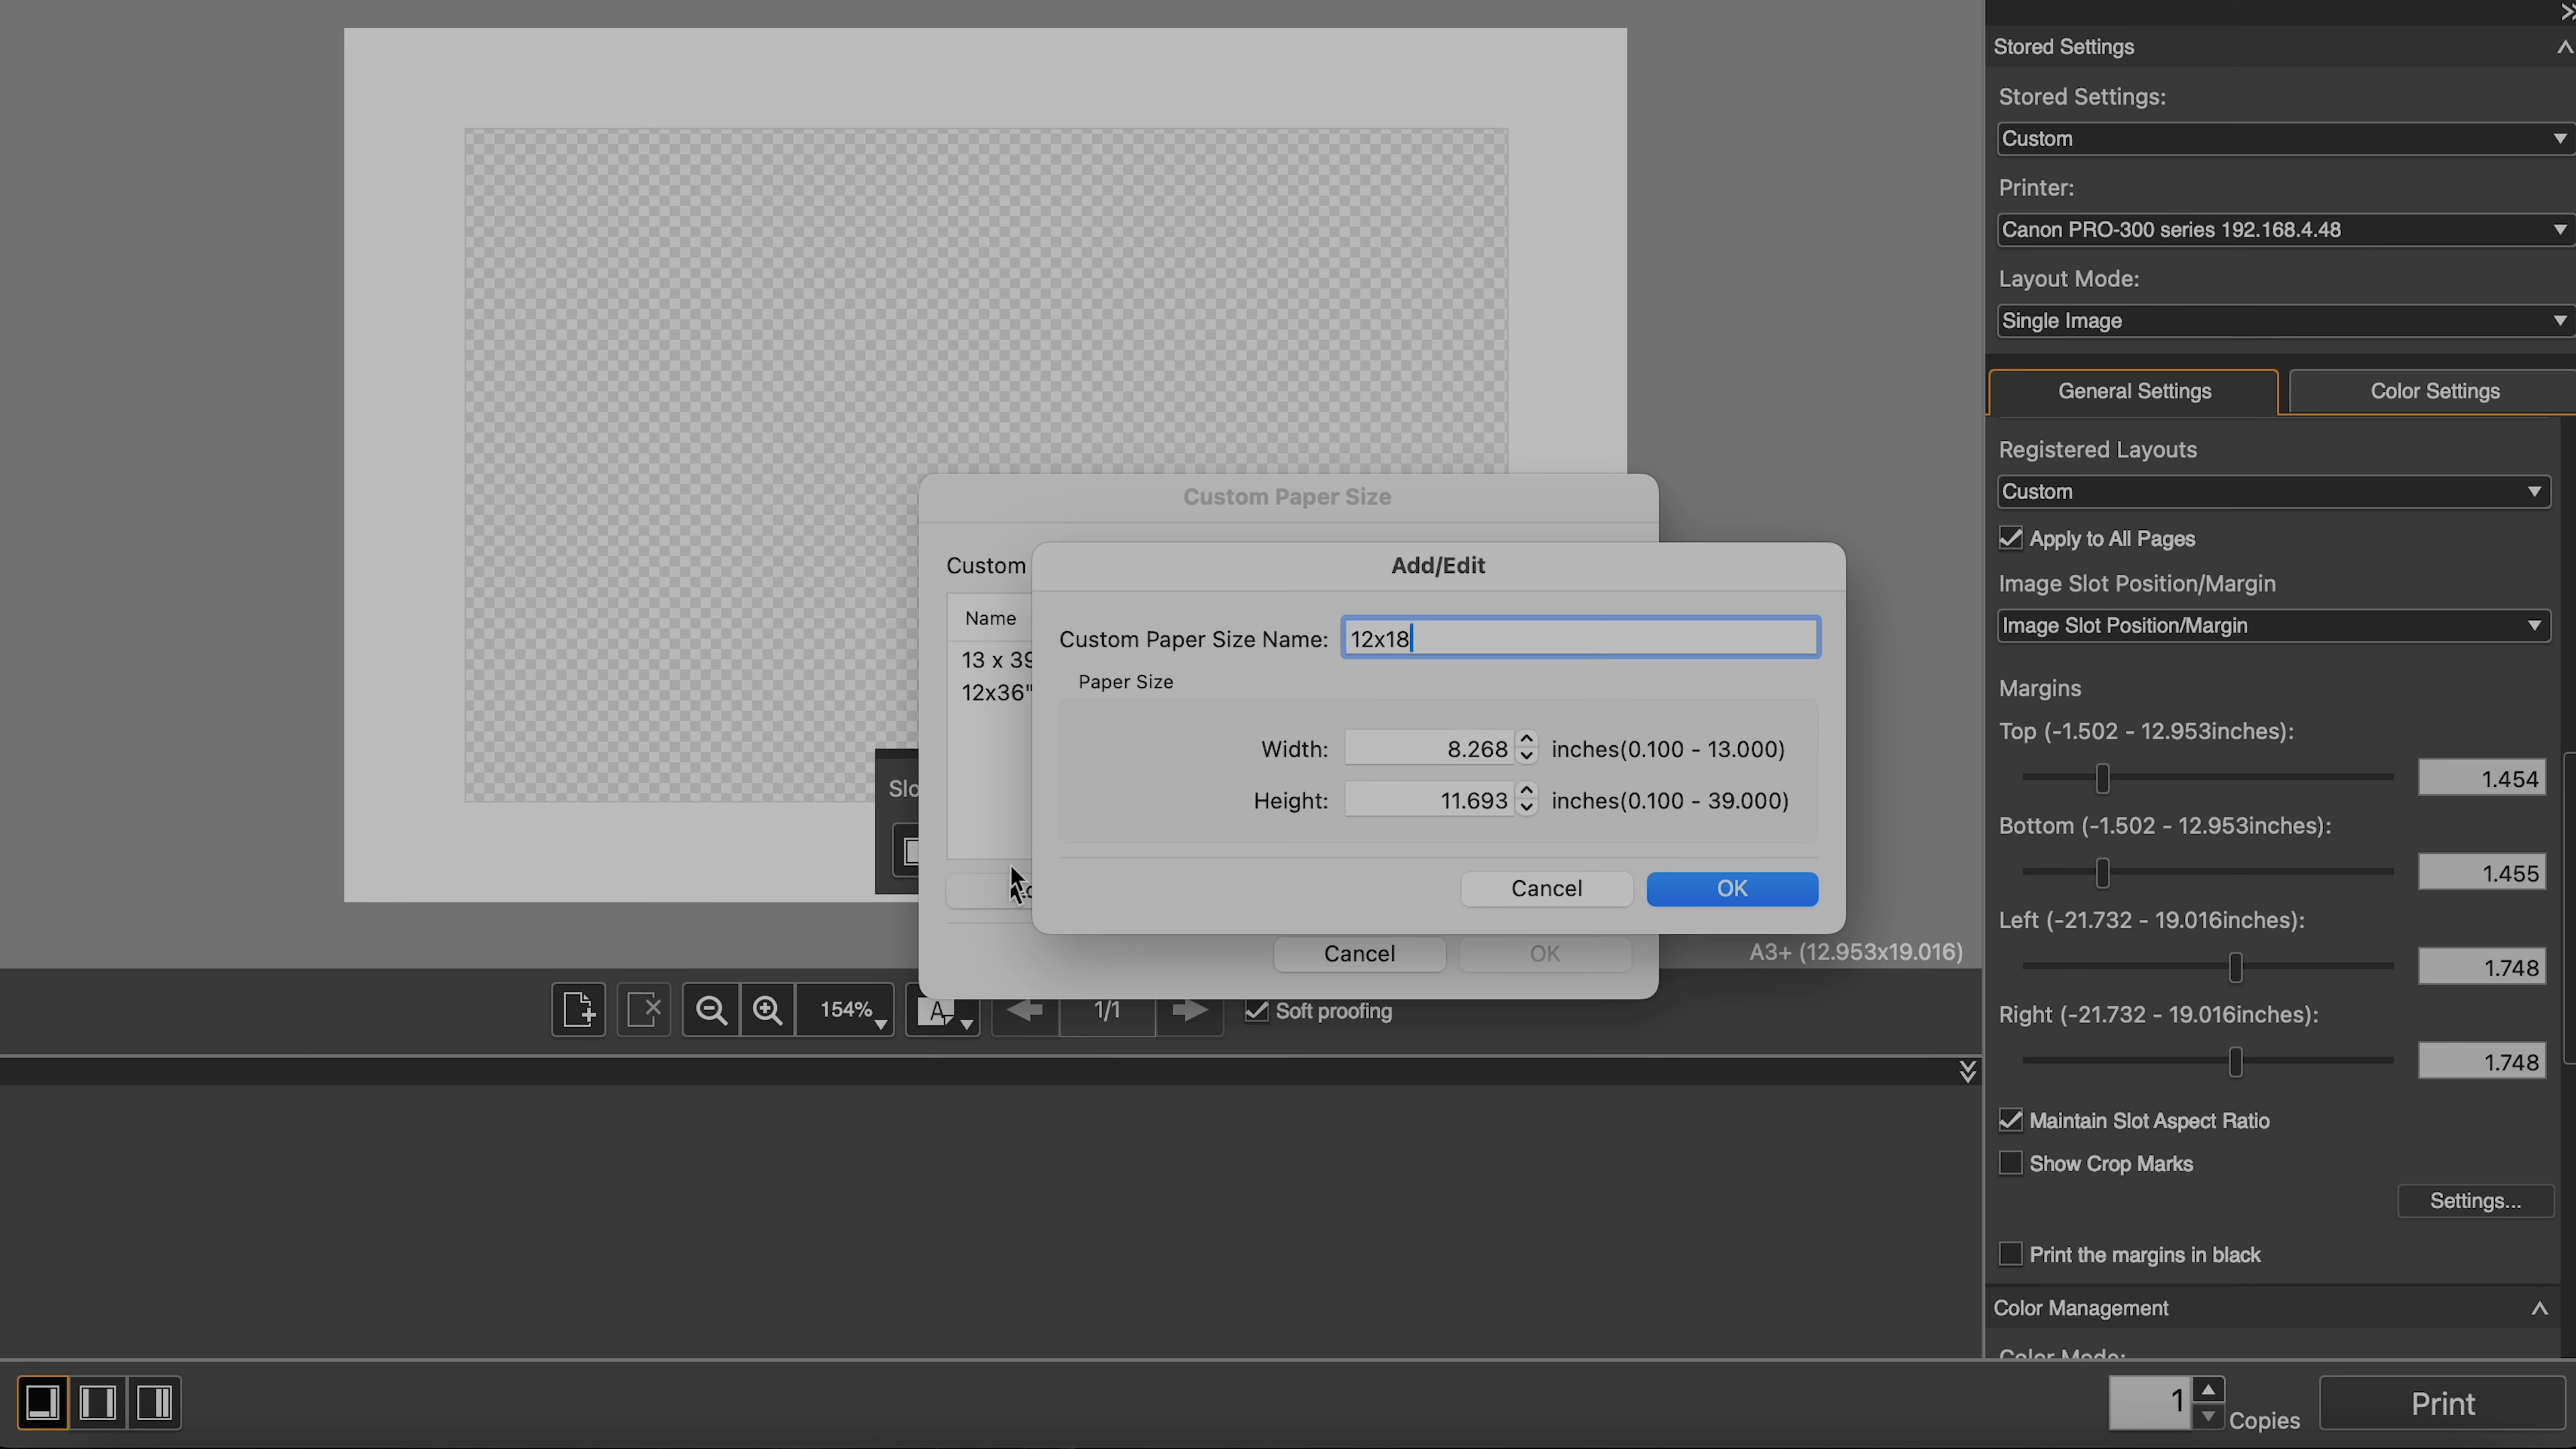 Stored Settings
Stored Settings:
Custom
Printer:
Canon PRO-300 series 192.168.4.48
Layout Mode:
Single Image
General Settings
Color Settings
Registered Layouts
Custom
Apply to All Pages
Image Slot Position/Margin
Image Slot Position/Margin
Margins
Top (-1.502 - 12.953inches):
1.454
Bottom (-1.502 - 12.953inches):
1.455
Left (-21.732 - 19.016inches):
1.748
Right (-21.732 - 19.016inches):
1.748
Maintain Slot Aspect Ratio
Show Crop Marks
Settings...
Print the margins in black
Color Management
Color Mode:
Custom Paper Size
Custom
Name
13 x 39
12x36"
Add/Edit
Custom Paper Size Name: 12x18
Paper Size
Width: 8.268 inches(0.100 - 13.000)
Height: 11.693 inches(0.100 - 39.000)
Cancel OK
Cancel OK
A3+ (12.953x19.016)
154% A 1/1 Soft proofing
1 Copies Print